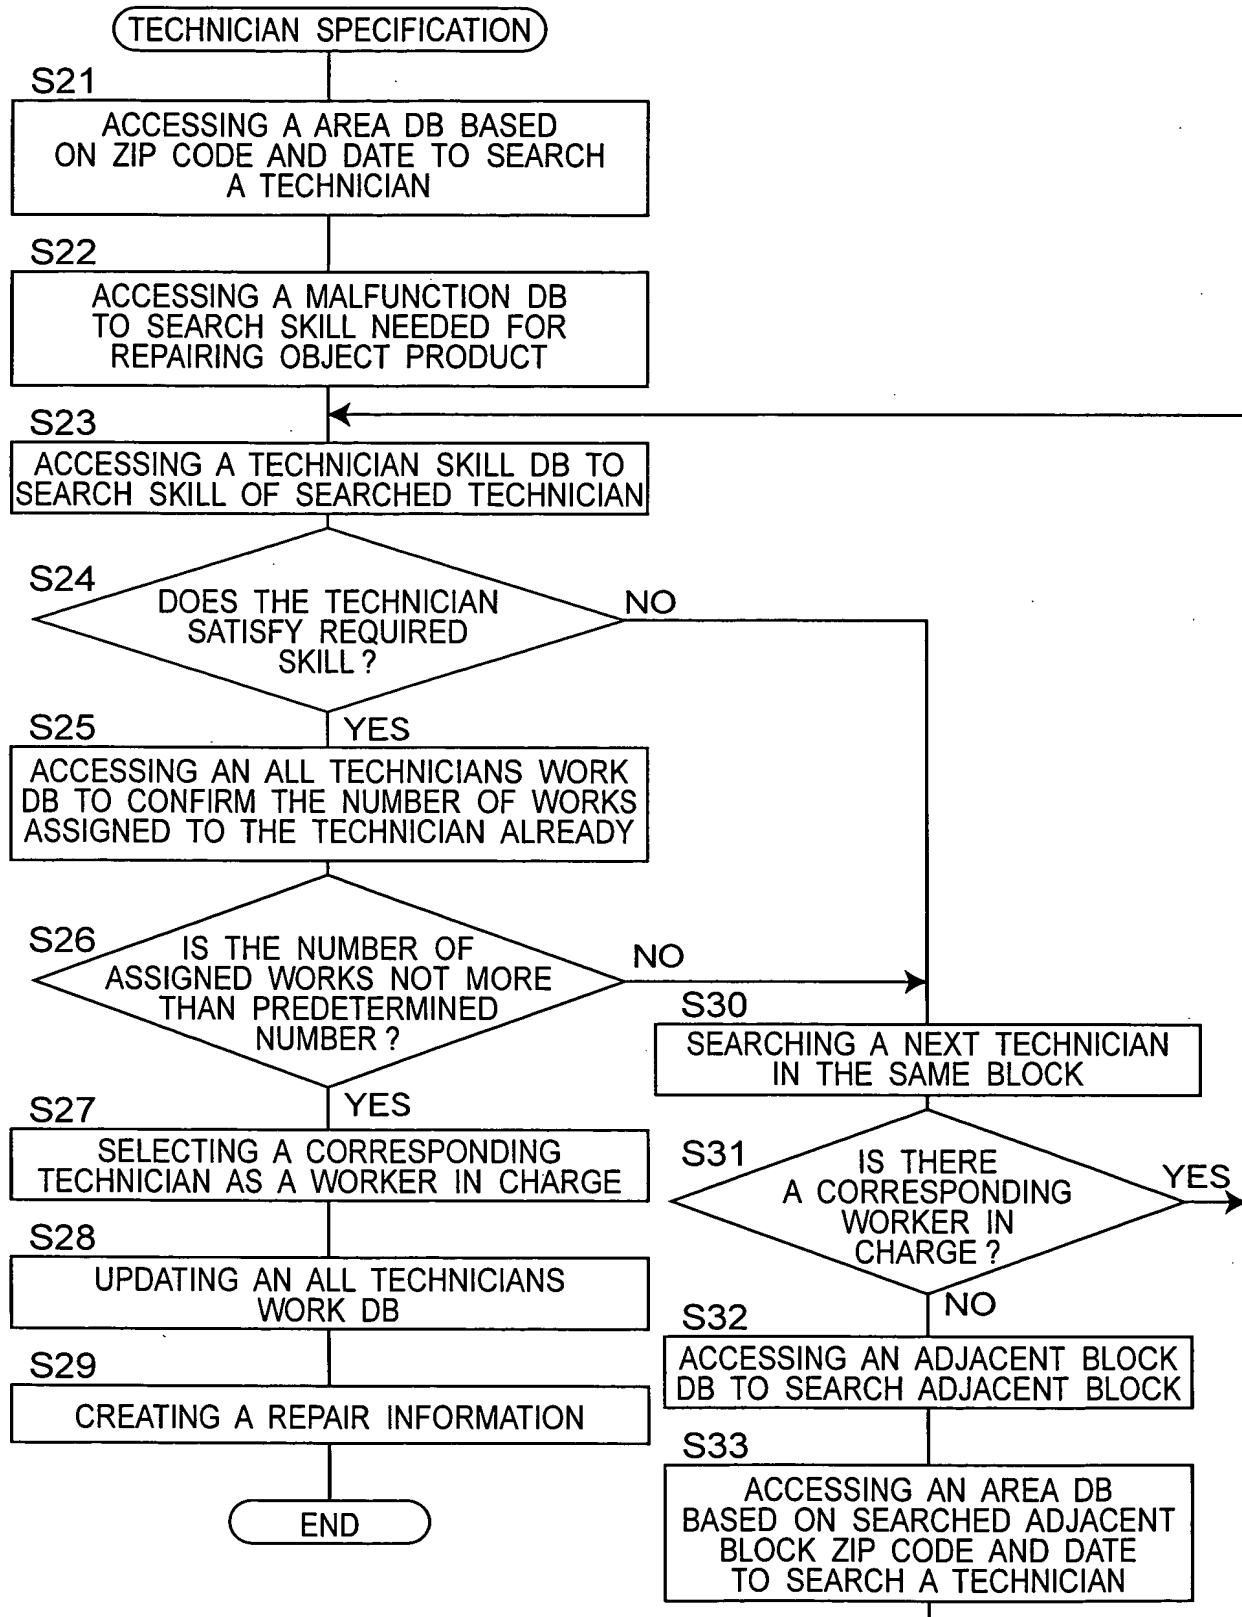 TECHNICIAN SPECIFICATION
S21
ACCESSING A AREA DB BASED
ON ZIP CODE AND DATE TO SEARCH
A TECHNICIAN
S22
ACCESSING A MALFUNCTION DB
TO SEARCH SKILL NEEDED FOR
REPAIRING OBJECT PRODUCT
S23
ACCESSING A TECHNICIAN SKILL DB TO
SEARCH SKILL OF SEARCHED TECHNICIAN
S24
DOES THE TECHNICIAN
SATISFY REQUIRED
SKILL?
NO
YES
S25
ACCESSING AN ALL TECHNICIANS WORK
DB TO CONFIRM THE NUMBER OF WORKS
ASSIGNED TO THE TECHNICIAN ALREADY
S26
IS THE NUMBER OF
ASSIGNED WORKS NOT MORE
THAN PREDETERMINED
NUMBER?
NO
YES
S27
SELECTING A CORRESPONDING
TECHNICIAN AS A WORKER IN CHARGE
S28
UPDATING AN ALL TECHNICIANS
WORK DB
S29
CREATING A REPAIR INFORMATION
END
S30
SEARCHING A NEXT TECHNICIAN
IN THE SAME BLOCK
S31
IS THERE
A CORRESPONDING
WORKER IN
CHARGE?
YES
NO
S32
ACCESSING AN ADJACENT BLOCK
DB TO SEARCH ADJACENT BLOCK
S33
ACCESSING AN AREA DB
BASED ON SEARCHED ADJACENT
BLOCK ZIP CODE AND DATE
TO SEARCH A TECHNICIAN